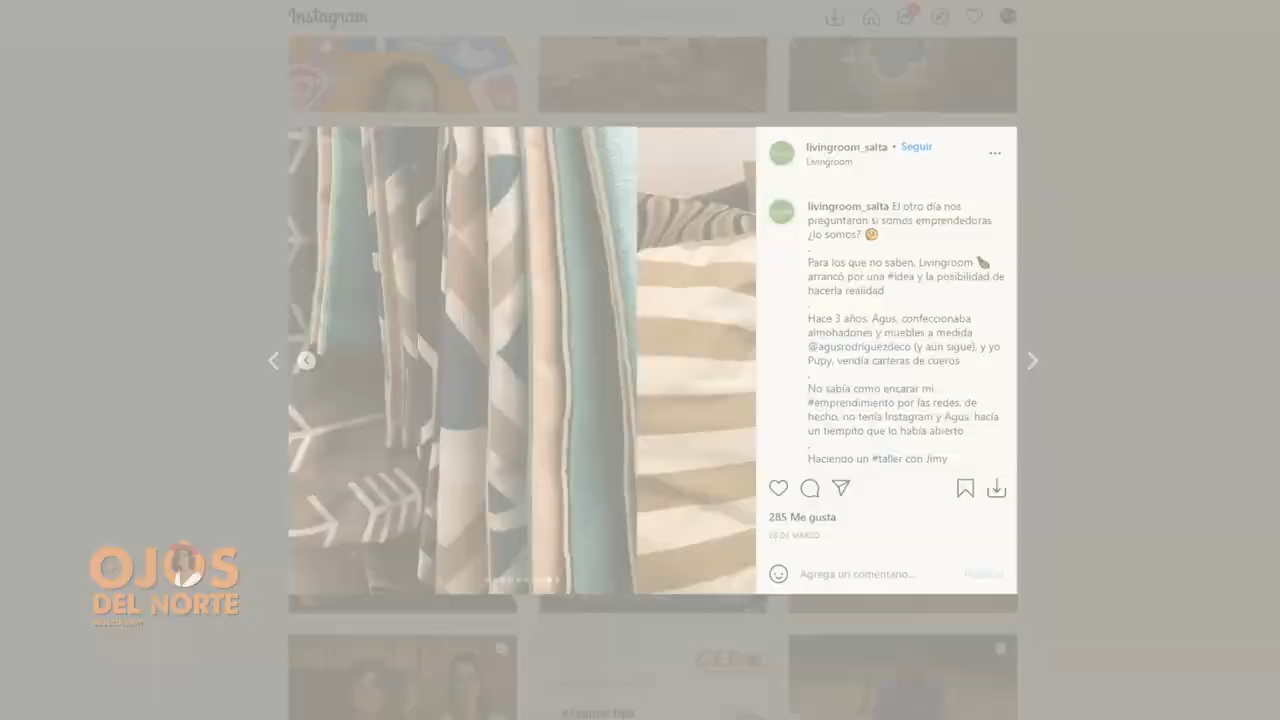 Instagram
livingroom_salta • Seguir
Livingroom
livingroom_salta El otro día nos
preguntaron si somos emprendedoras
¿lo somos?
.
Para los que no saben, Livingroom
arrancó por una #idea y la posibilidad de
hacerla realidad
.
Hace 3 años, Agus, confeccionaba
almohadones y muebles a medida
@agusrodriguezdeco (y aún sigue), y yo
Pupy, vendía carteras de cueros
.
No sabía como encarar mi
#emprendimiento por las redes, de
hecho, no tenía Instagram y Agus, hacía
un tiempito que lo había abierto
.
Haciendo un #taller con Jimy
285 Me gusta
28 DE MARZO
Agrega un comentario...
Publicar
OJOS
DEL NORTE